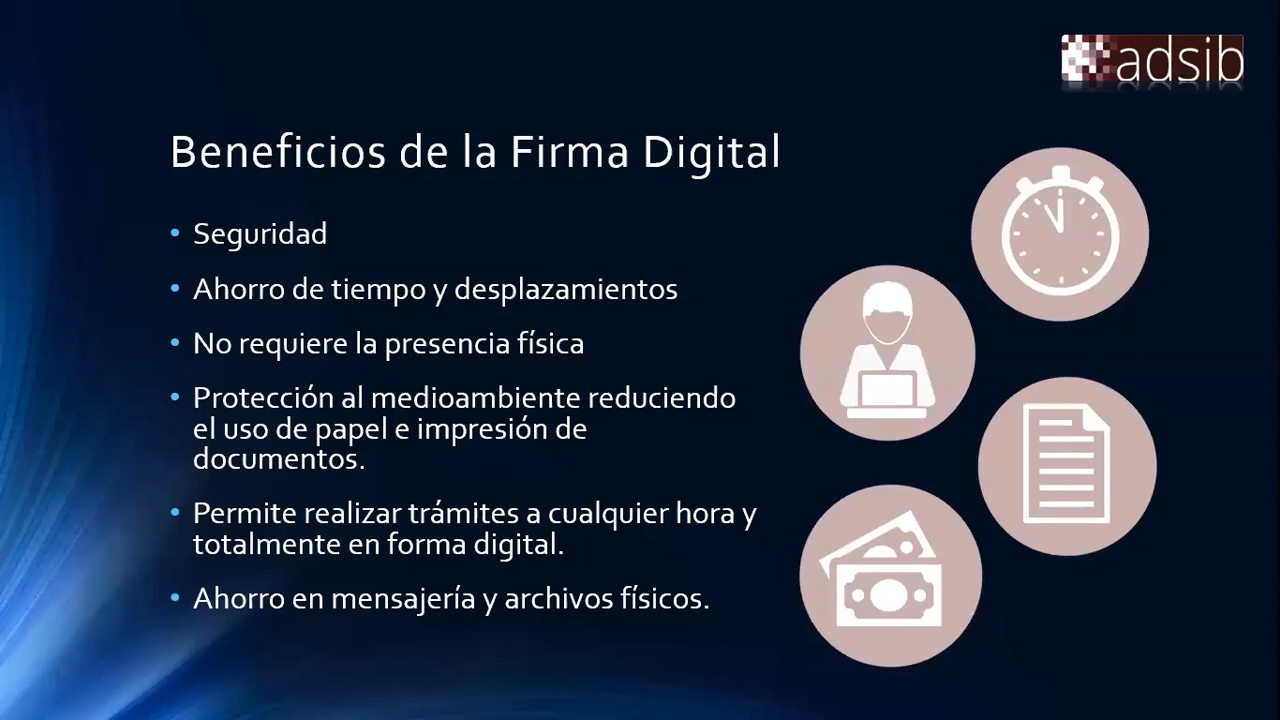 adsib
Beneficios de la Firma Digital
• Seguridad
• Ahorro de tiempo y desplazamientos
• No requiere la presencia física
• Protección al medioambiente reduciendo
el uso de papel e impresión de
documentos.
• Permite realizar trámites a cualquier hora y
totalmente en forma digital.
• Ahorro en mensajería y archivos físicos.